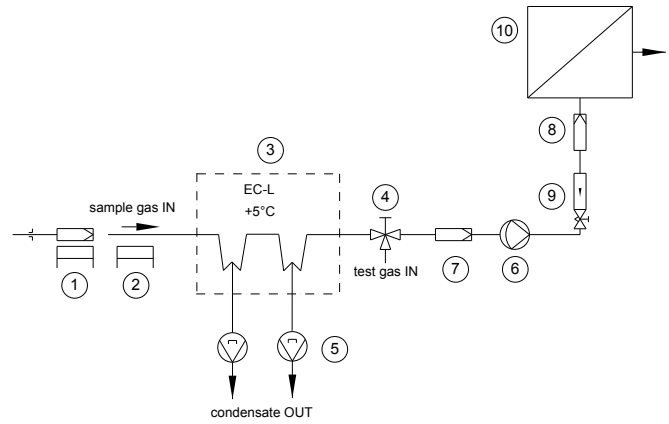 10
8
3
EC-L
+5°C
4
9
sample gas IN
test gas IN
1
2
7
6
5
condensate OUT